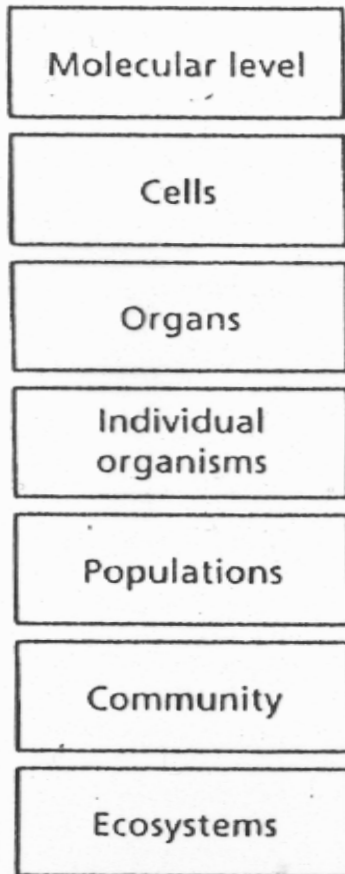 Molecular level
Cells
Organs
Individual
organisms
Populations
Community
Ecosystems